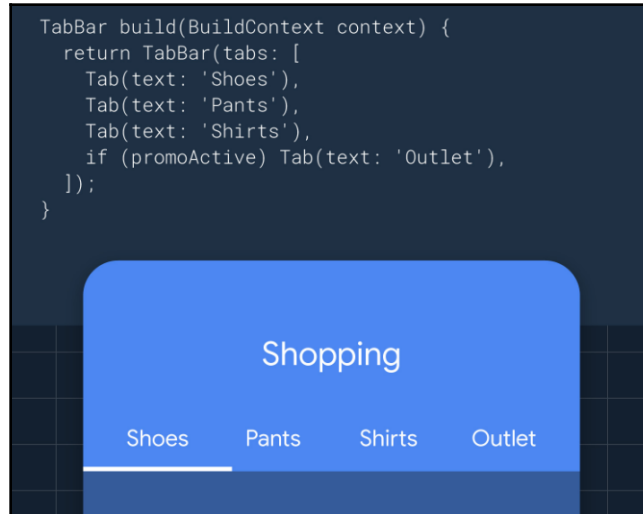 TabBar build(BuildContext context) {
  return TabBar(tabs: [
    Tab(text: 'Shoes'),
    Tab(text: 'Pants'),
    Tab(text: 'Shirts'),
    if (promoActive) Tab(text: 'Outlet'),
  ]);
}
Shopping
Shoes Pants Shirts Outlet